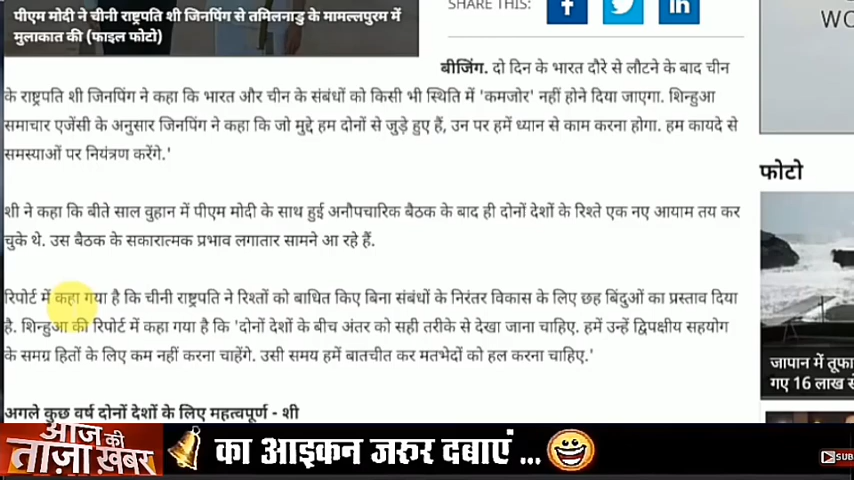 पीएम मोदी ने चीनी राष्ट्रपति शी जिनपिंग से तमिलनाडु के मामल्लपुरम में
मुलाकात की (फाइल फोटो)
SHARE THIS:
बीजिंग. दो दिन के भारत दौरे से लौटने के बाद चीन
के राष्ट्रपति शी जिनपिंग ने कहा कि भारत और चीन के संबंधों को किसी भी स्थिति में 'कमजोर' नहीं होने दिया जाएगा. शिन्हुआ
समाचार एजेंसी के अनुसार जिनपिंग ने कहा कि जो मुद्दे हम दोनों से जुड़े हुए हैं, उन पर हमें ध्यान से काम करना होगा. हम कायदे से
समस्याओं पर नियंत्रण करेंगे.'
शी ने कहा कि बीते साल वुहान में पीएम मोदी के साथ हुई अनौपचारिक बैठक के बाद ही दोनों देशों के रिश्ते एक नए आयाम तय कर
चुके थे. उस बैठक के सकारात्मक प्रभाव लगातार सामने आ रहे हैं.
रिपोर्ट में कहा गया है कि चीनी राष्ट्रपति ने रिश्तों को बाधित किए बिना संबंधों के निरंतर विकास के लिए छह बिंदुओं का प्रस्ताव दिया
है. शिन्हुआ की रिपोर्ट में कहा गया है कि 'दोनों देशों के बीच अंतर को सही तरीके से देखा जाना चाहिए. हमें उन्हें द्विपक्षीय सहयोग
के समग्र हितों के लिए कम नहीं करना चाहेंगे. उसी समय हमें बातचीत कर मतभेदों को हल करना चाहिए.'
अगले कुछ वर्ष दोनों देशों के लिए महत्वपूर्ण - शी
WO
फोटो
जापान में तूफा
गए 16 लाख से
आज की
ताज़ा ख़बर
का आइकन जरुर दबाएं ...
SUB